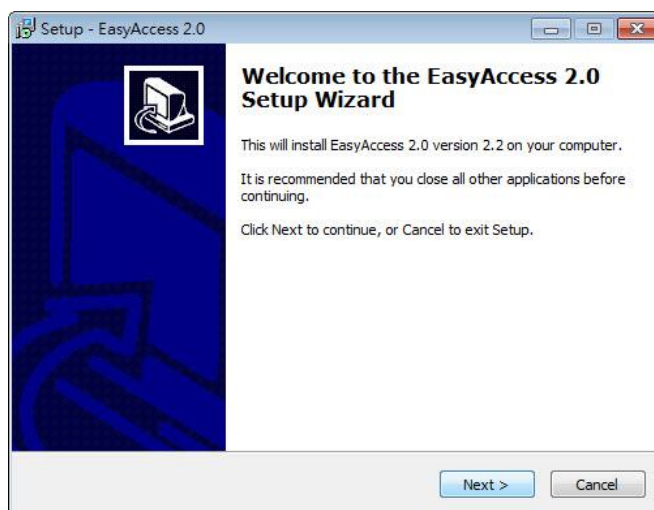 Setup - EasyAccess 2.0
Welcome to the EasyAccess 2.0
Setup Wizard
This will install EasyAccess 2.0 version 2.2 on your computer.
It is recommended that you close all other applications before
continuing.
Click Next to continue, or Cancel to exit Setup.
Next >
Cancel